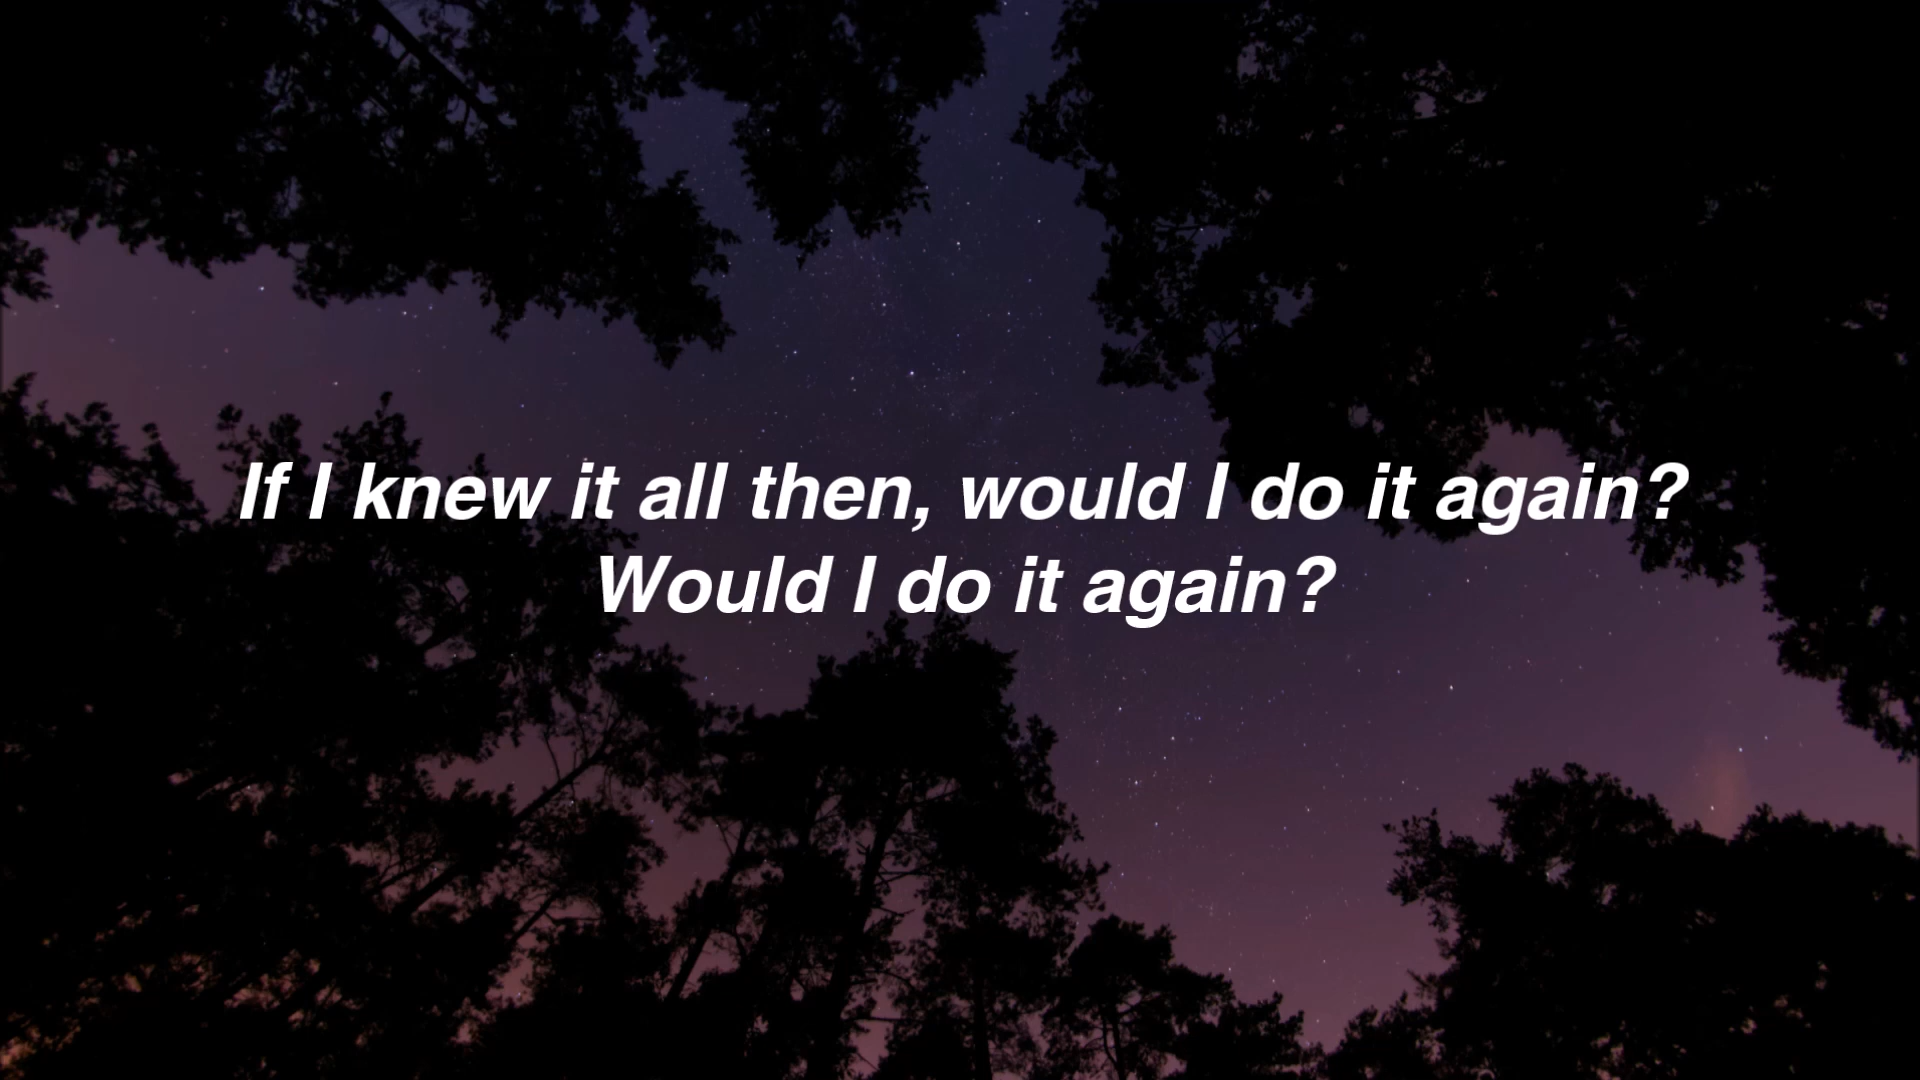 If I knew it all then, would I do it again?
Would I do it again?